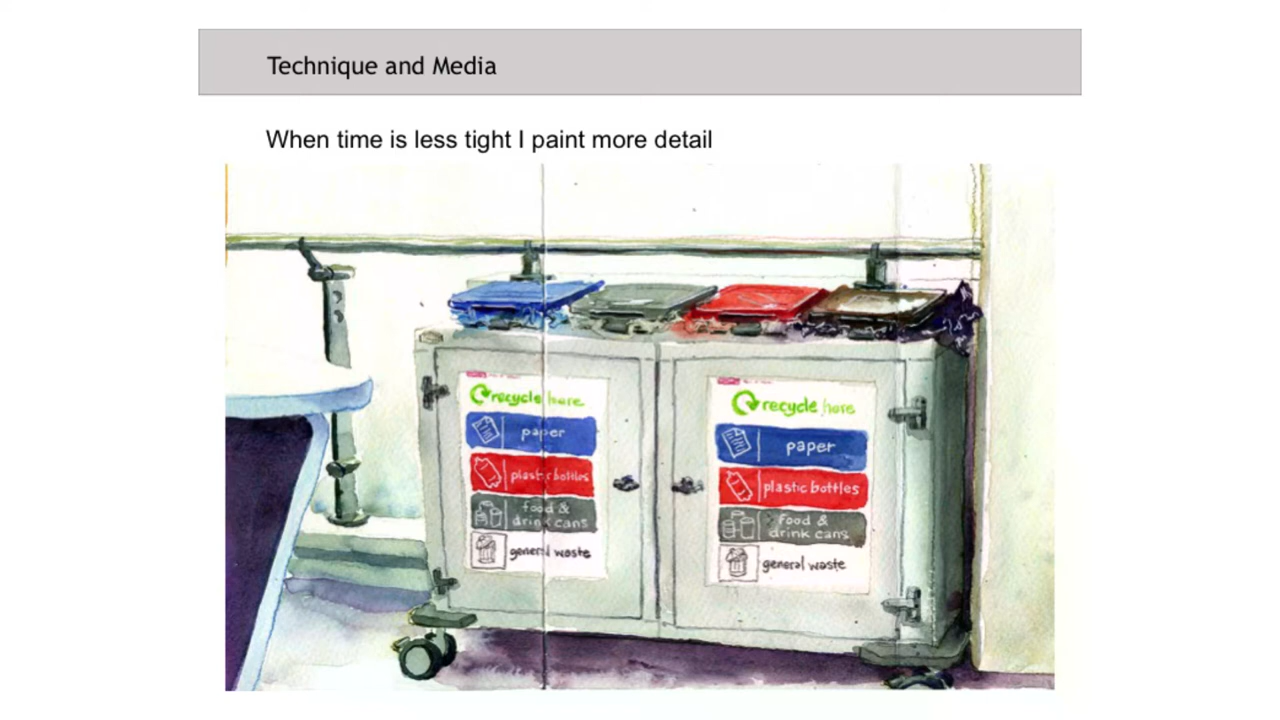 Technique and Media
When time is less tight I paint more detail
recycle here
paper
plastic bottles
food &
drink cans
general waste
recycle here
paper
plastic bottles
food &
drink cans
general waste